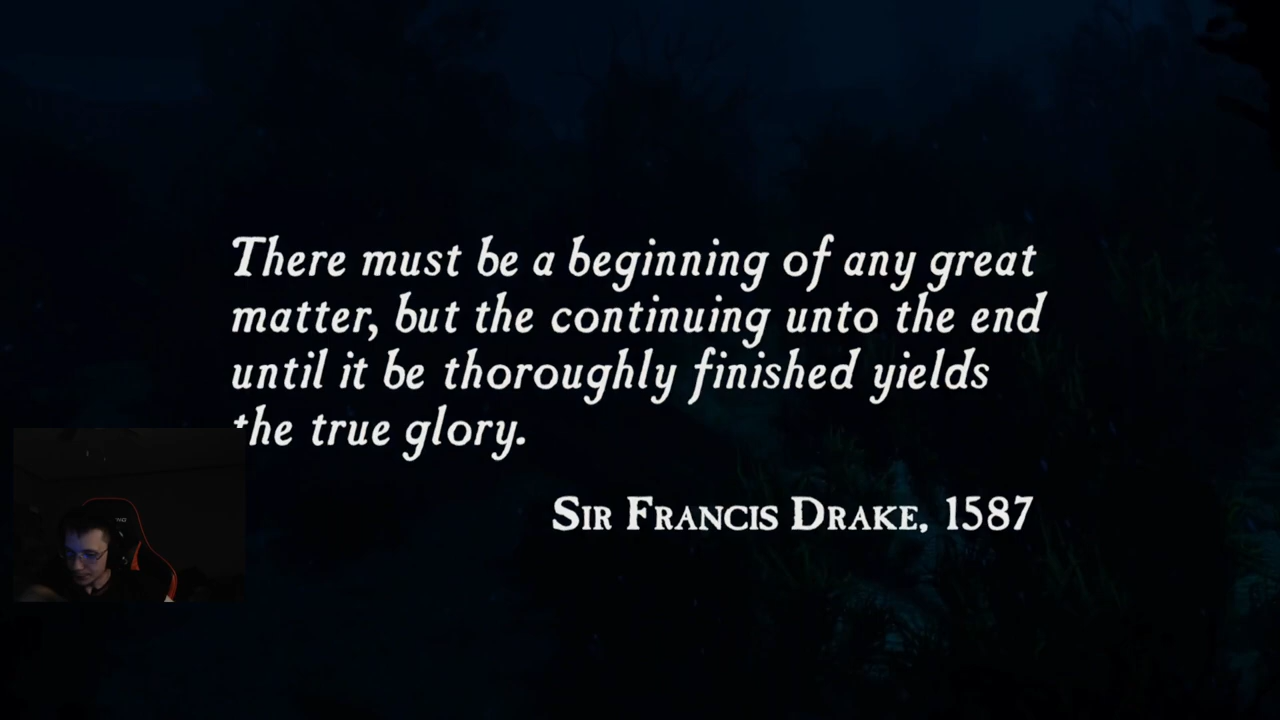 There must be a beginning of any great
matter, but the continuing unto the end
until it be thoroughly finished yields
the true glory.
Sir Francis Drake, 1587